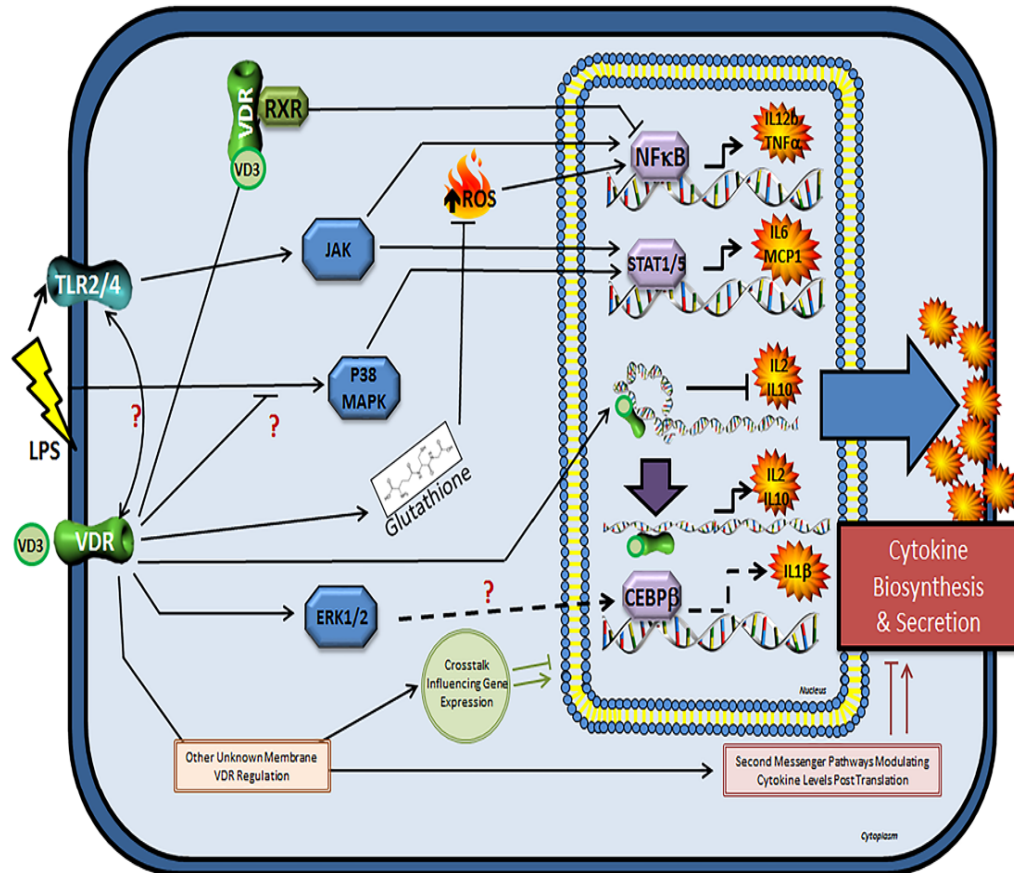 VDR
RXR
VD3
IL12b
TNFα
NFκB
ROS
JAK
IL6
MCP1
STAT1/5
TLR2/4
P38
MAPK
IL2
IL10
?
?
LPS
Glutathione
IL2
IL10
VD3
VDR
Cytokine
Biosynthesis
& Secretion
IL1β
?
CEBPβ
ERK1/2
Crosstalk
Influencing Gene
Expression
Nucleus
Other Unknown Membrane
VDR Regulation
Second Messenger Pathways Modulating
Cytokine Levels Post Translation
Cytoplasm